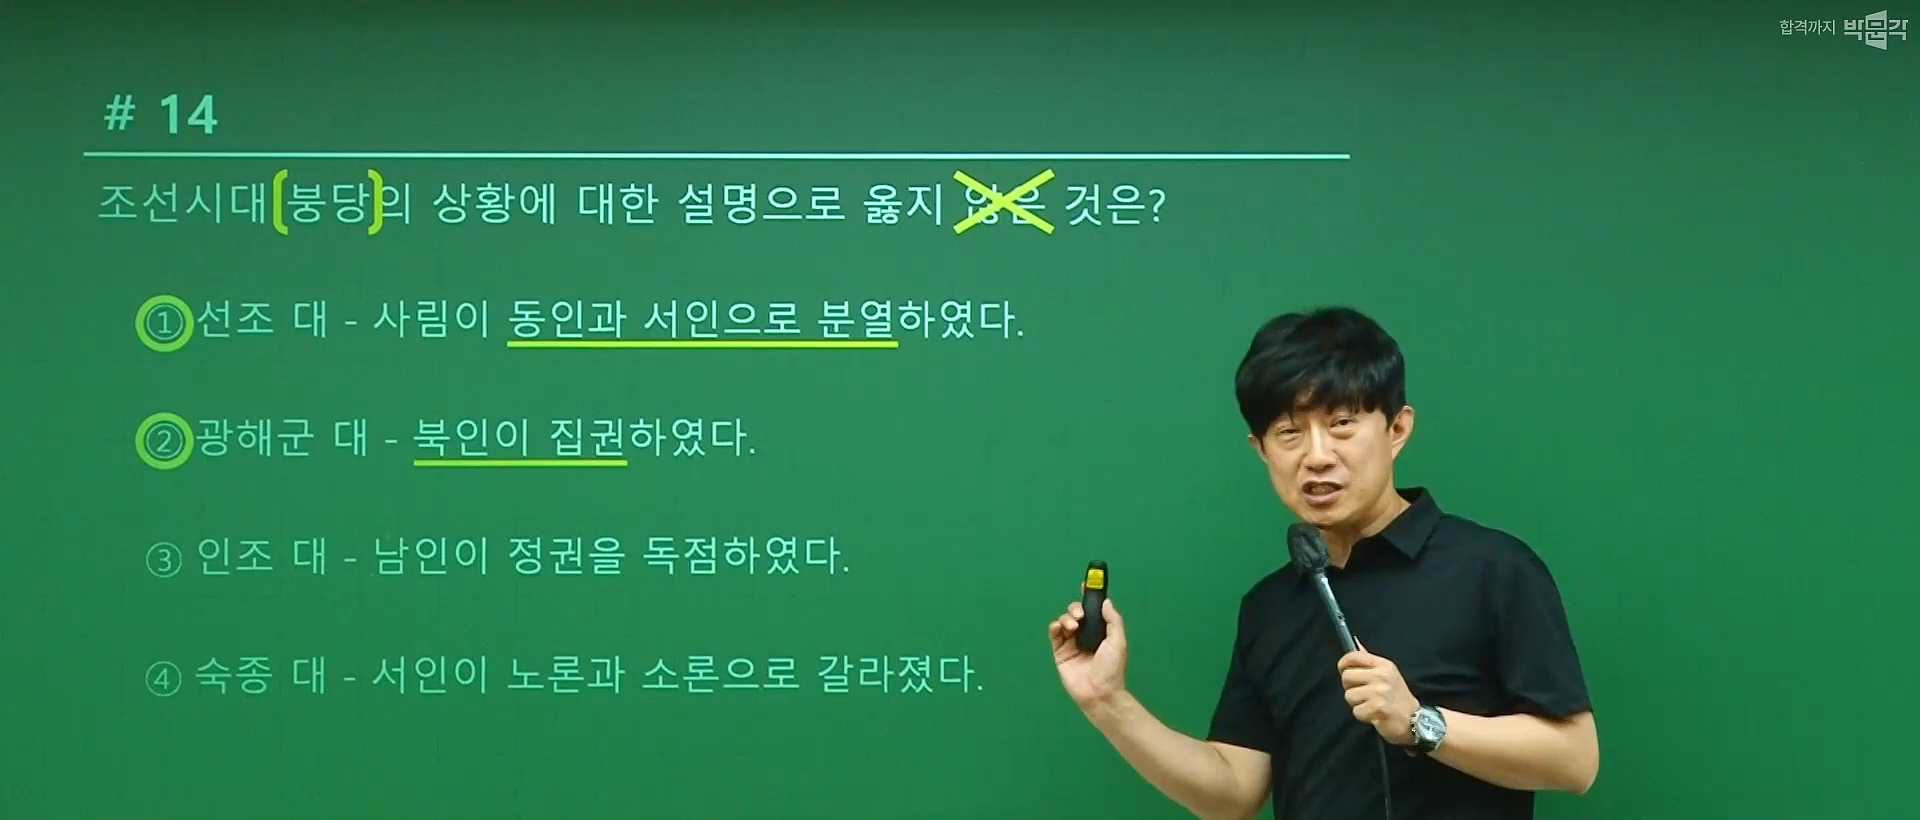 합격까지 박문각
# 14
조선시대 붕당의 상황에 대한 설명으로 옳지 않은 것은?
① 선조 대 - 사림이 동인과 서인으로 분열하였다.
② 광해군 대 - 북인이 집권하였다.
③ 인조 대 - 남인이 정권을 독점하였다.
④ 숙종 대 - 서인이 노론과 소론으로 갈라졌다.